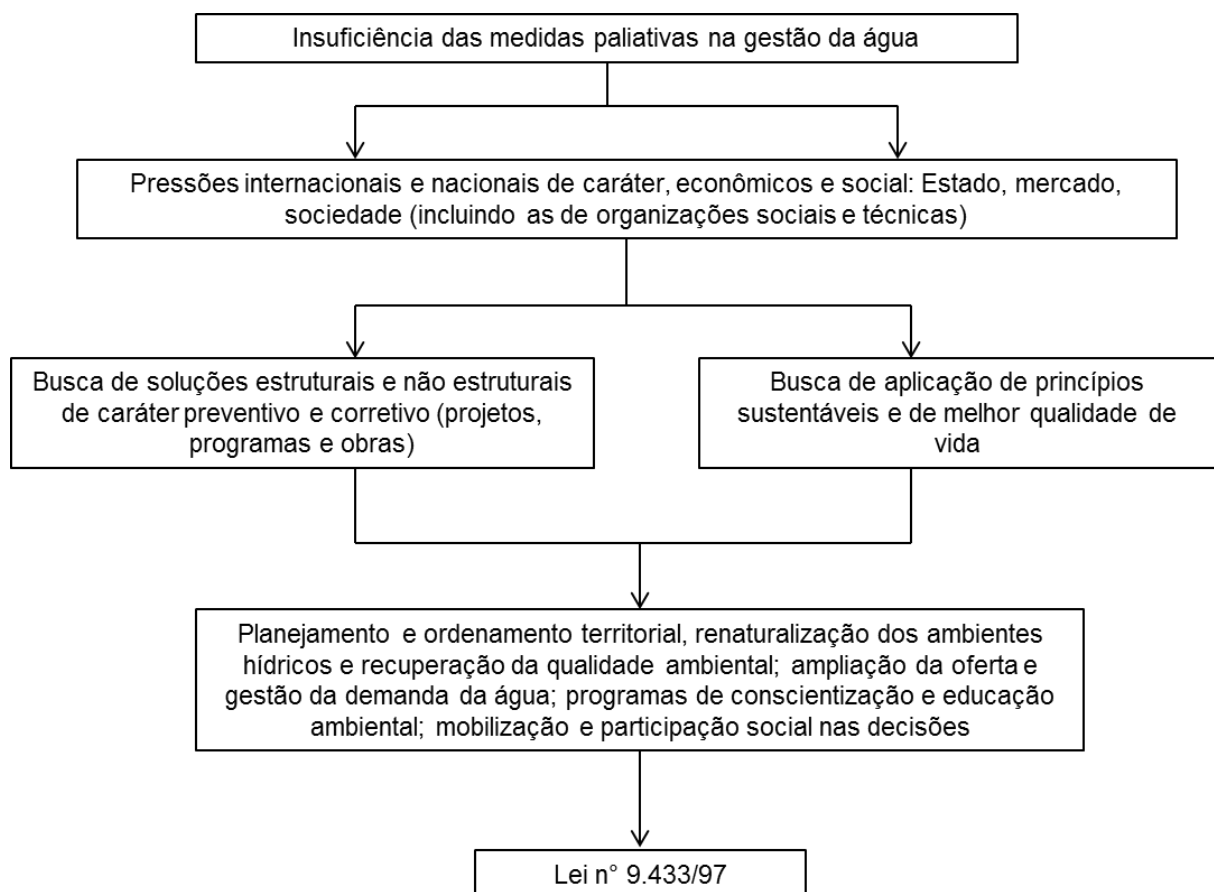 Insuficiência das medidas paliativas na gestão da água
Pressões internacionais e nacionais de caráter, econômicos e social: Estado, mercado,
sociedade (incluindo as de organizações sociais e técnicas)
Busca de soluções estruturais e não estruturais
de caráter preventivo e corretivo (projetos,
programas e obras)
Busca de aplicação de princípios
sustentáveis e de melhor qualidade de
vida
Planejamento e ordenamento territorial, renaturalização dos ambientes
hídricos e recuperação da qualidade ambiental; ampliação da oferta e
gestão da demanda da água; programas de conscientização e educação
ambiental; mobilização e participação social nas decisões
Lei n° 9.433/97